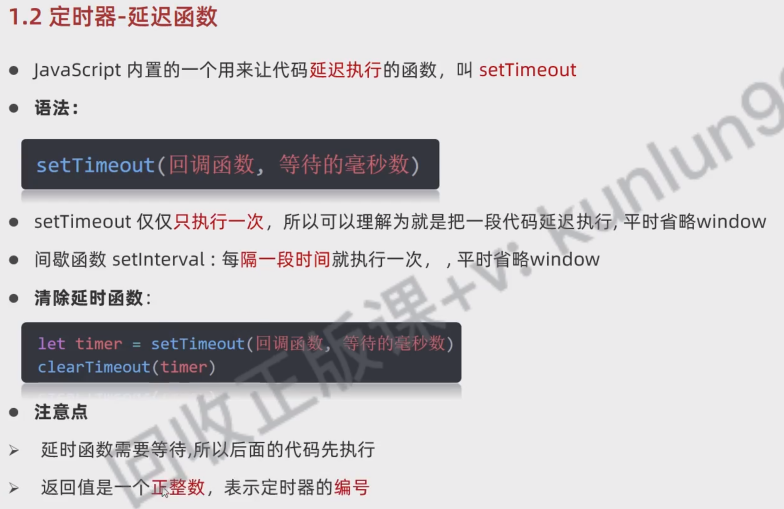 1.2 定时器-延迟函数
● JavaScript 内置的一个用来让代码延迟执行的函数，叫 setTimeout
● 语法：
setTimeout(回调函数, 等待的毫秒数)
● setTimeout 仅仅只执行一次，所以可以理解为就是把一段代码延迟执行, 平时省略window
● 间歇函数 setInterval : 每隔一段时间就执行一次， , 平时省略window
● 清除延时函数：
let timer = setTimeout(回调函数, 等待的毫秒数)
clearTimeout(timer)
● 注意点
➢ 延时函数需要等待,所以后面的代码先执行
➢ 返回值是一个正整数，表示定时器的编号
回收正版课+v: kunlun9